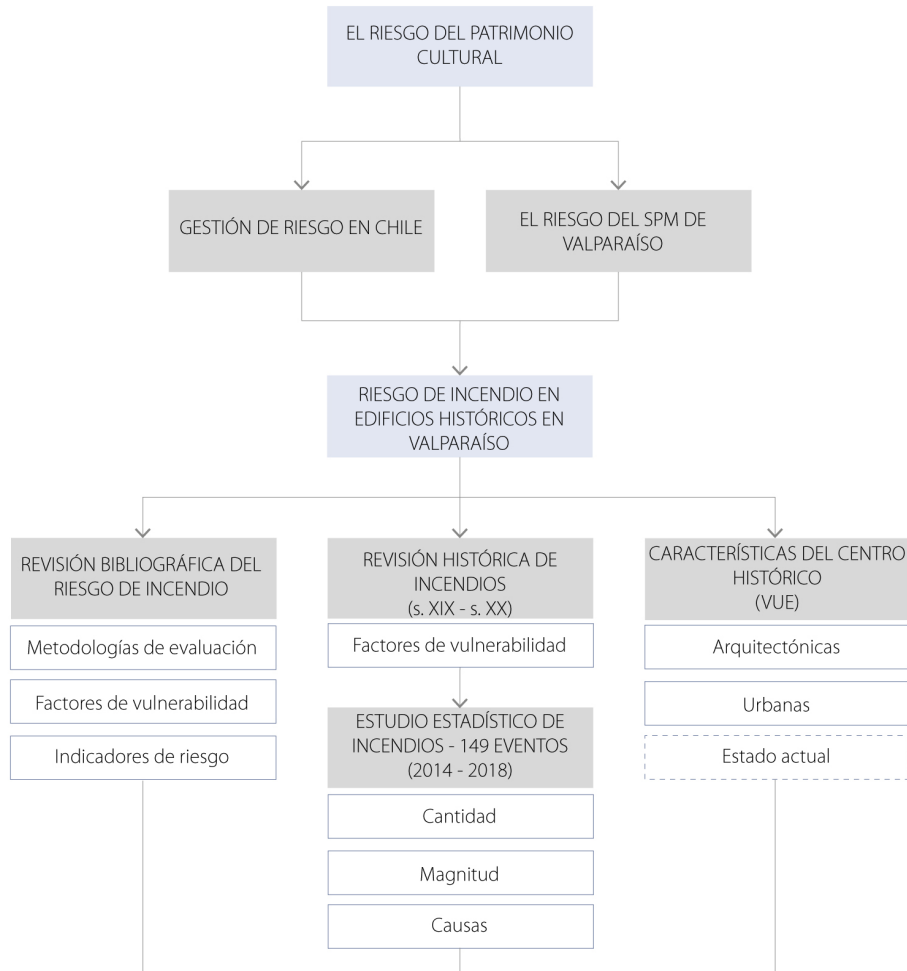 EL RIESGO DEL PATRIMONIO
CULTURAL
GESTIÓN DE RIESGO EN CHILE
EL RIESGO DEL SPM DE
VALPARAÍSO
RIESGO DE INCENDIO EN
EDIFICIOS HISTÓRICOS EN
VALPARAÍSO
REVISIÓN BIBLIOGRÁFICA DEL
RIESGO DE INCENDIO
Metodologías de evaluación
Factores de vulnerabilidad
Indicadores de riesgo
REVISIÓN HISTÓRICA DE
INCENDIOS
(s. XIX - s. XX)
Factores de vulnerabilidad
ESTUDIO ESTADÍSTICO DE
INCENDIOS - 149 EVENTOS
(2014 - 2018)
Cantidad
Magnitud
Causas
CARACTERÍSTICAS DEL CENTRO
HISTÓRICO
(VUE)
Arquitectónicas
Urbanas
Estado actual